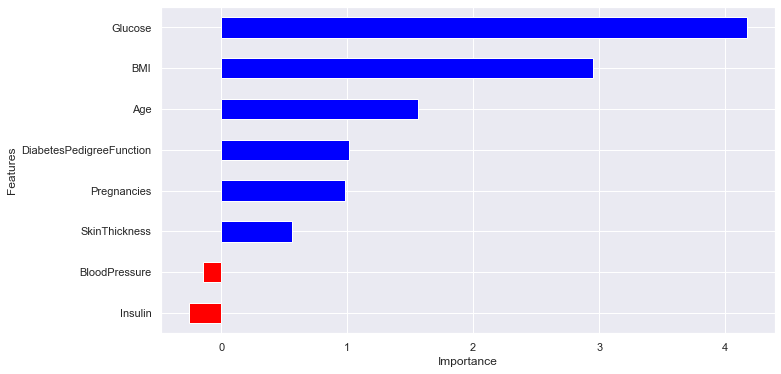 Glucose
BMI
Age
DiabetesPedigreeFunction
Pregnancies
SkinThickness
BloodPressure
Insulin
Features
0 1 2 3 4
Importance